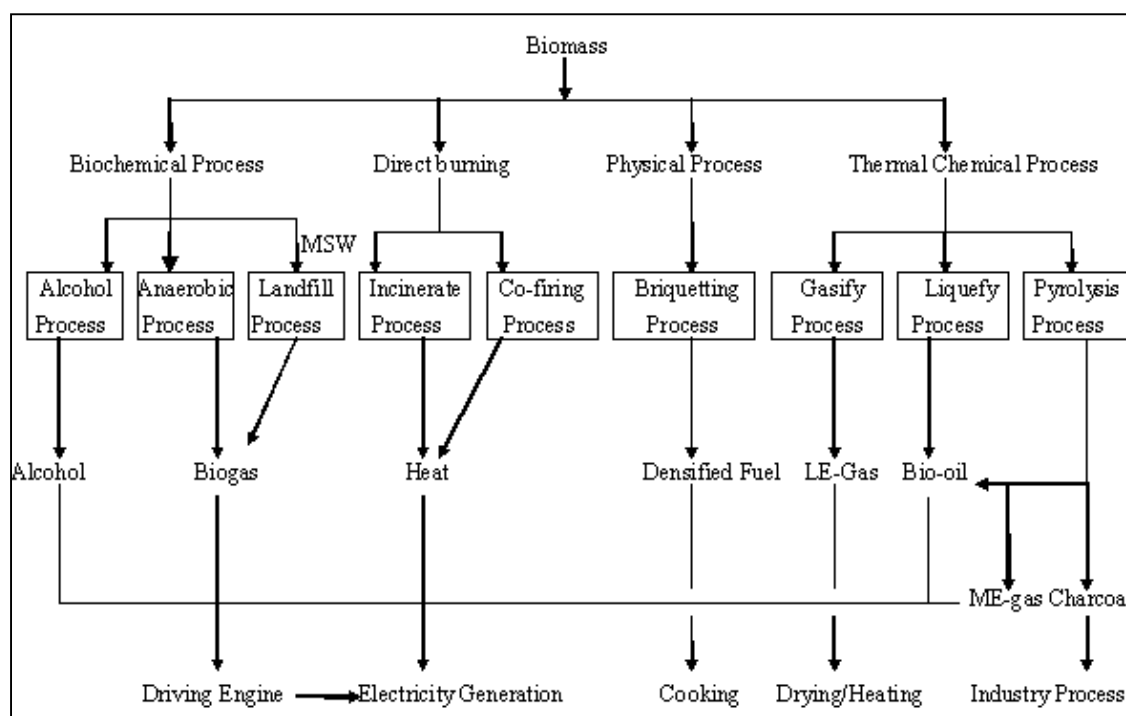 Biomass
Biochemical Process Direct burning Physical Process Thermal Chemical Process
MSW
Alcohol Anaerobic Landfill Incinerate Co-firing Briquetting Gasify Liquefy Pyrolysis
Process Process Process Process Process Process Process Process Process
Alcohol Biogas Heat Densified Fuel LE-Gas Bio-oil
ME-gas Charcoa
Driving Engine Electricity Generation Cooking Drying/Heating Industry Process